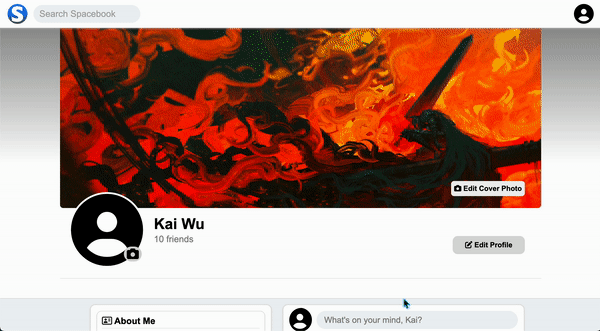 S
Search Spacebook
Edit Cover Photo
Kai Wu
10 friends
Edit Profile
About Me
What's on your mind, Kai?